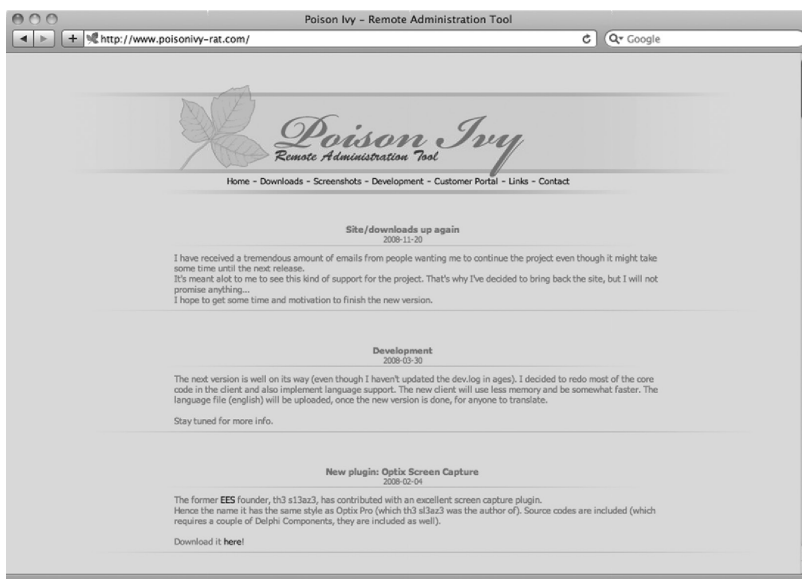 Poison Ivy – Remote Administration Tool
http://www.poisonivy-rat.com/
Google
Poison Ivy
Remote Administration Tool
Home – Downloads – Screenshots – Development – Customer Portal – Links – Contact
Site/downloads up again
2008-11-20
I have received a tremendous amount of emails from people wanting me to continue the project even though it might take
some time until the next release.
It's meant alot to me to see this kind of support for the project. That's why I've decided to bring back the site, but I will not
promise anything...
I hope to get some time and motivation to finish the new version.
Development
2008-03-30
The next version is well on its way (even though I haven't updated the dev.log in ages). I decided to redo most of the core
code in the client and also implement language support. The new client will use less memory and be somewhat faster. The
language file (english) will be uploaded, once the new version is done, for anyone to translate.
Stay tuned for more info.
New plugin: Optix Screen Capture
2008-02-04
The former EES founder, th3 s13az3, has contributed with an excellent screen capture plugin.
Hence the name it has the same style as Optix Pro (which th3 sl3az3 was the author of). Source codes are included (which
requires a couple of Delphi Components, they are included as well).
Download it here!